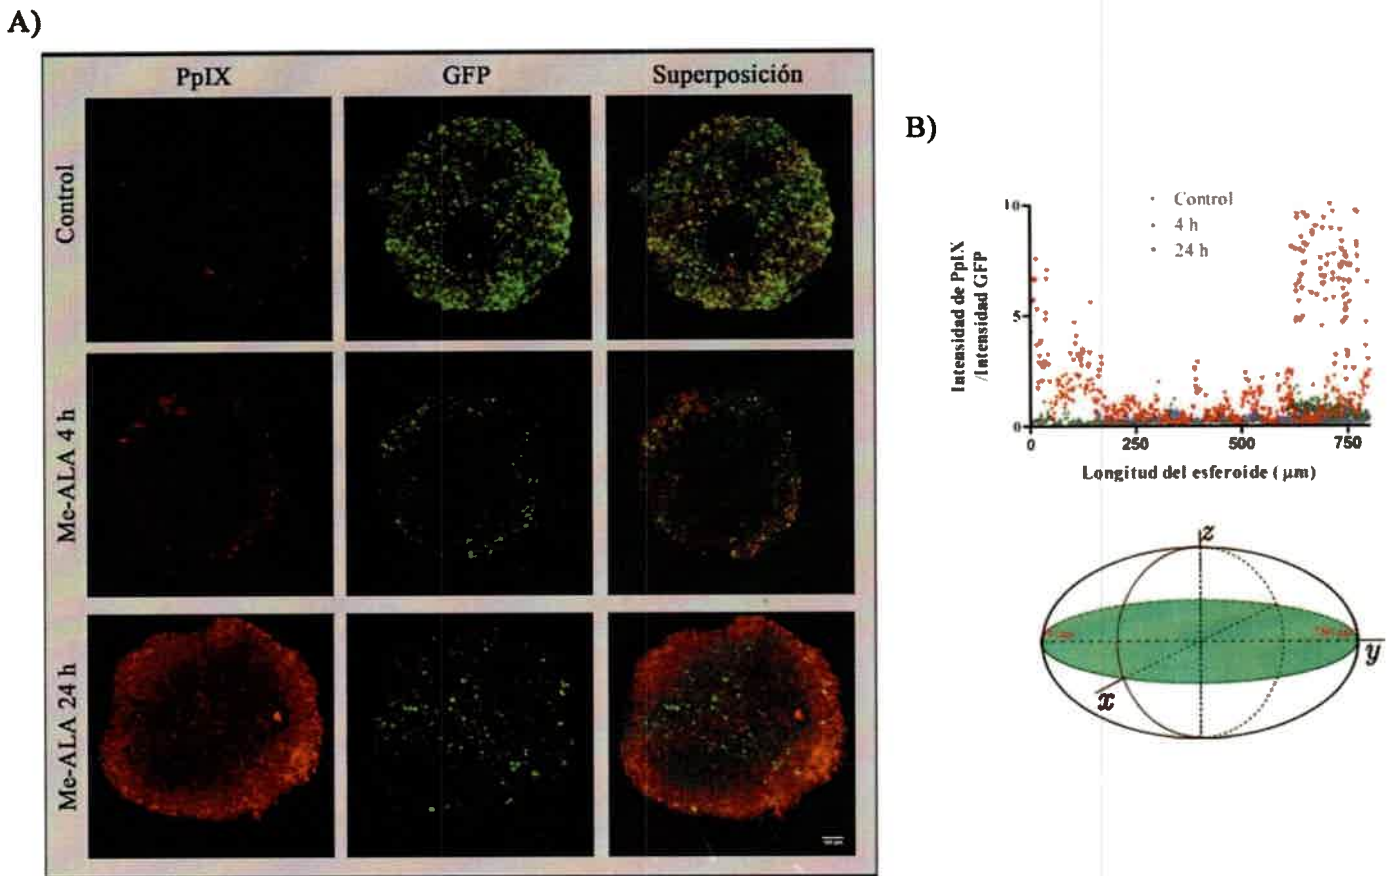 A)
PpIX GFP Superposición
Control
Me-ALA 4 h
Me-ALA 24 h
B)
Control
4 h
24 h
Intensidad de PpIX
/Intensidad GFP
10
5
0
0 250 500 750
Longitud del esferoide ( µm)
z
y
x